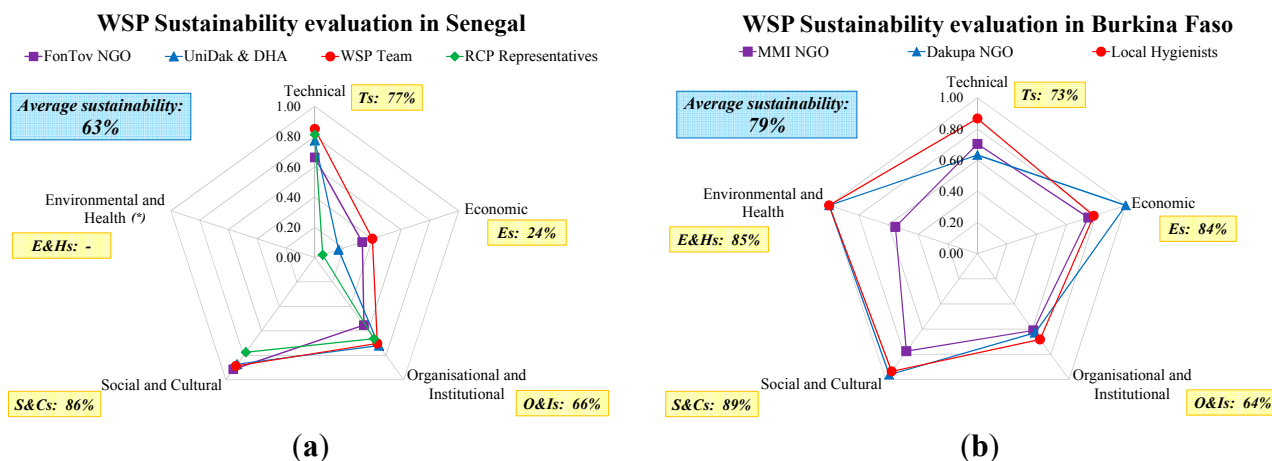 WSP Sustainability evaluation in Senegal
FonTov NGO UniDak & DHA WSP Team RCP Representatives
Average sustainability:
63%
Technical
Ts: 77%
1.00
0.80
0.60
0.40
0.20
0.00
Environmental and
Health (*)
E&Hs: -
Economic
Es: 24%
Social and Cultural
S&Cs: 86%
Organisational and
Institutional
O&Is: 66%
(a)
WSP Sustainability evaluation in Burkina Faso
MMI NGO Dakupa NGO Local Hygienists
Average sustainability:
79%
Technical
Ts: 73%
1.00
0.80
0.60
0.40
0.20
0.00
Environmental and
Health
E&Hs: 85%
Economic
Es: 84%
Social and Cultural
S&Cs: 89%
Organisational and
Institutional
O&Is: 64%
(b)